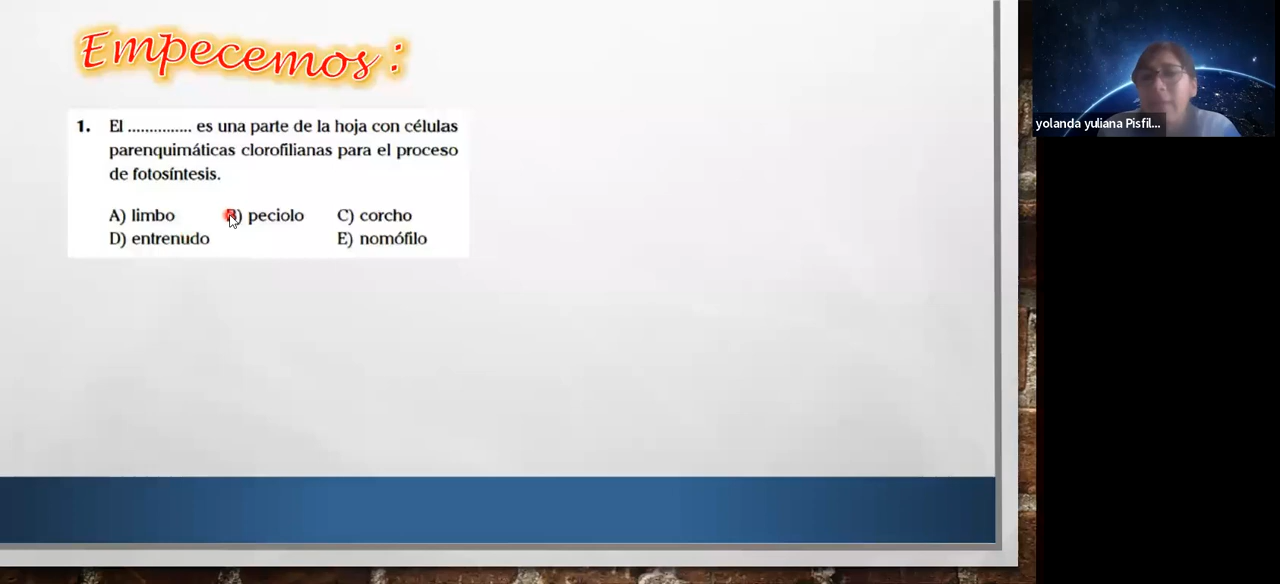 Empecemos :
1. El ............... es una parte de la hoja con células
parenquimáticas clorofilianas para el proceso
de fotosíntesis.
A) limbo B) peciolo C) corcho
D) entrenudo E) nomófilo
yolanda yuliana Pisfil...